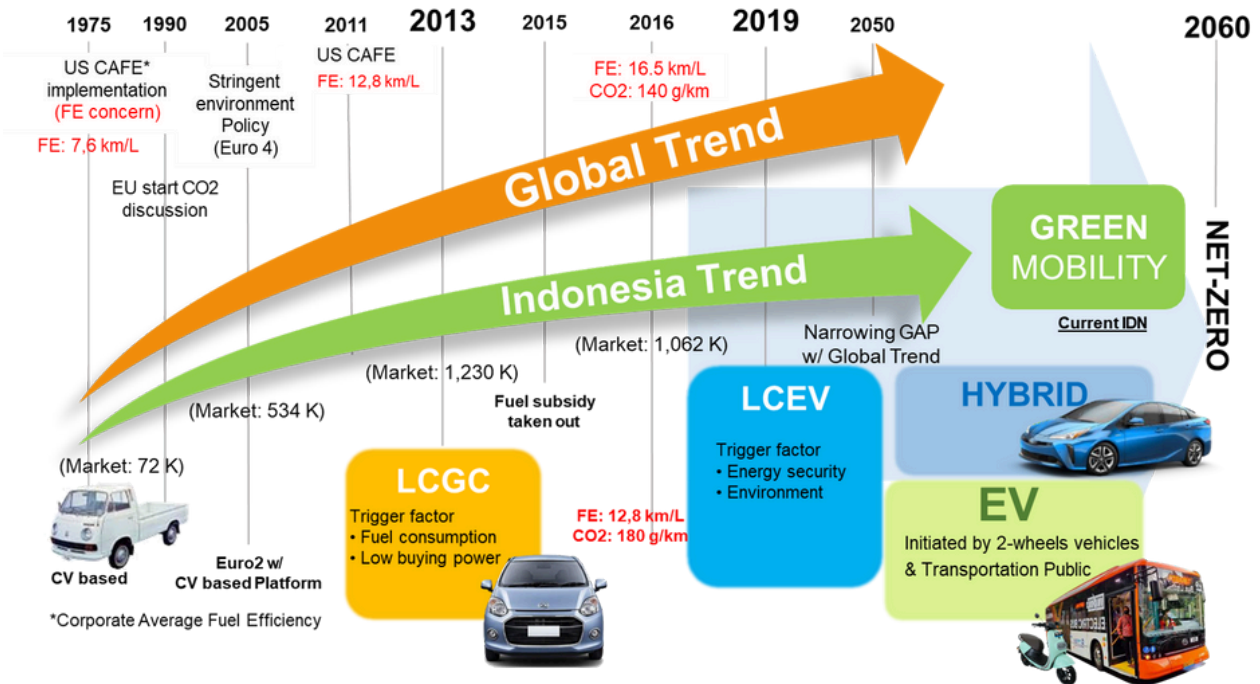 1975 1990 2005 2011 2013 2015 2016 2019 2050 2060
US CAFE*
implementation
(FE concern)
FE: 7,6 km/L
EU start CO2
discussion
Stringent
environment
Policy
(Euro 4)
US CAFE
FE: 12,8 km/L
FE: 16.5 km/L
CO2: 140 g/km
Global Trend
Indonesia Trend
GREEN
MOBILITY
NET-ZERO
Current IDN
Narrowing GAP
w/ Global Trend
(Market: 1,062 K)
(Market: 1,230 K)
(Market: 534 K)
(Market: 72 K)
Fuel subsidy
taken out
CV based
Euro2 w/
CV based Platform
*Corporate Average Fuel Efficiency
LCGC
Trigger factor
• Fuel consumption
• Low buying power
FE: 12,8 km/L
CO2: 180 g/km
LCEV
Trigger factor
• Energy security
• Environment
HYBRID
EV
Initiated by 2-wheels vehicles
& Transportation Public